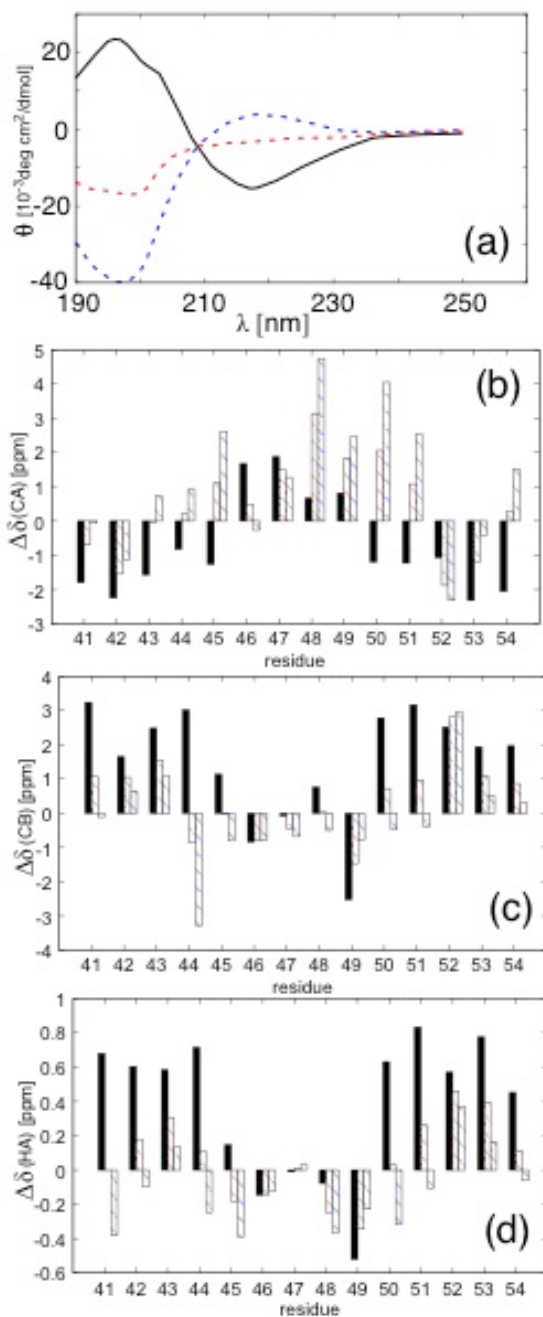 20
0
-20
-40
θ [10⁻³deg cm²/dmol]
(a)
190 210 230 250
λ [nm]
5
4
3
2
1
0
-1
-2
-3
Δδ(CA) [ppm]
(b)
41 42 43 44 45 46 47 48 49 50 51 52 53 54
residue
4
3
2
1
0
-1
-2
-3
-4
Δδ(CB) [ppm]
(c)
41 42 43 44 45 46 47 48 49 50 51 52 53 54
residue
1
0.8
0.6
0.4
0.2
0
-0.2
-0.4
-0.6
Δδ(HA) [ppm]
(d)
41 42 43 44 45 46 47 48 49 50 51 52 53 54
residue